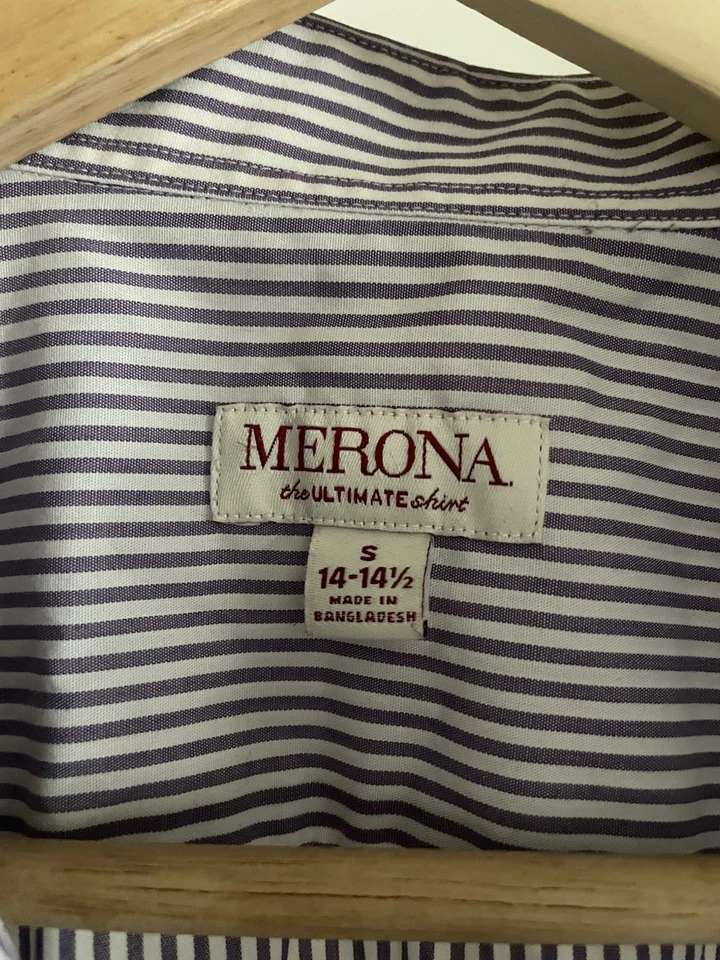 MERONA.
the ULTIMATE shirt
S
14-14½
MADE IN
BANGLADESH